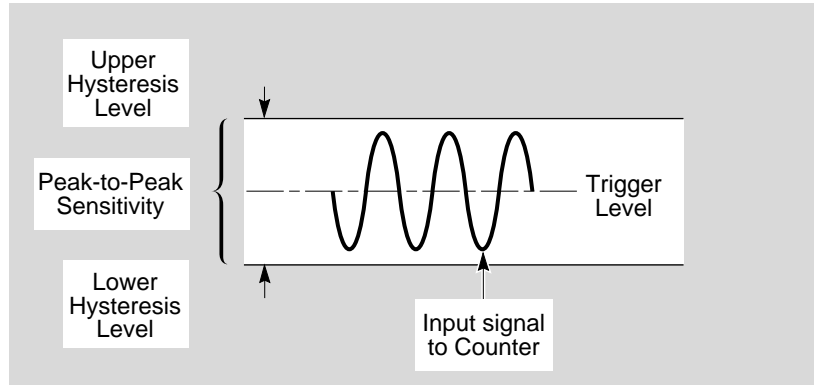 Upper
Hysteresis
Level
Peak-to-Peak
Sensitivity
Trigger
Level
Lower
Hysteresis
Level
Input signal
to Counter